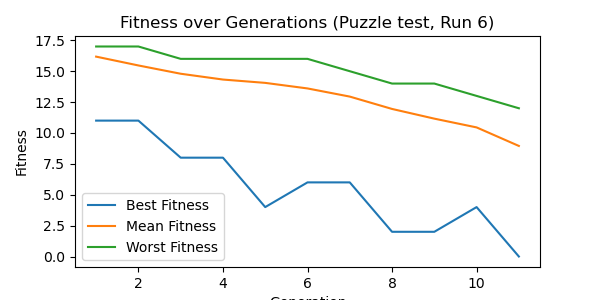 Fitness over Generations (Puzzle test, Run 6)
Fitness
17.5
15.0
12.5
10.0
7.5
5.0
2.5
0.0
Best Fitness
Mean Fitness
Worst Fitness
2
4
6
8
10
Generation